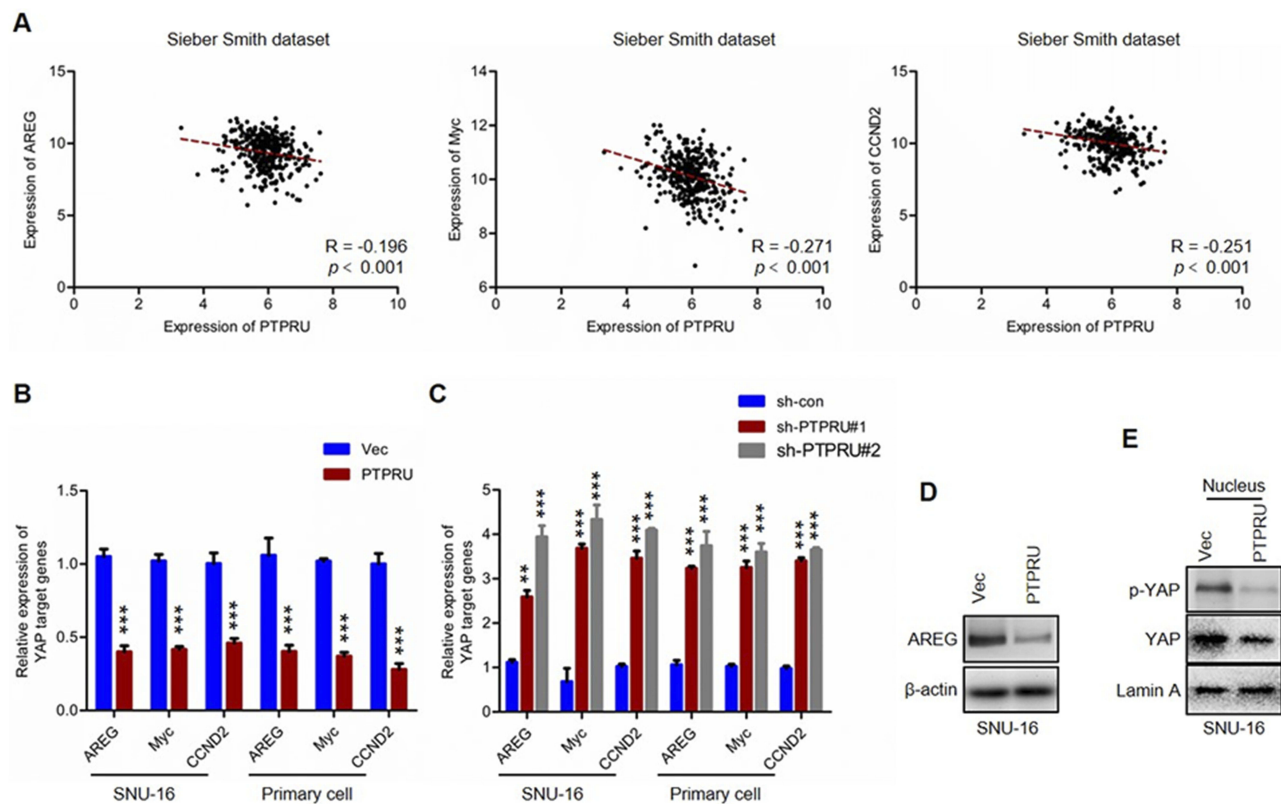 A
Sieber Smith dataset
Expression of AREG
15
10
5
0
0 2 4 6 8 10
R = -0.196
p < 0.001
Expression of PTPRU
Sieber Smith dataset
Expression of Myc
14
12
10
8
6
0 2 4 6 8 10
R = -0.271
p < 0.001
Expression of PTPRU
Sieber Smith dataset
Expression of CCND2
15
10
5
0
0 2 4 6 8 10
R = -0.251
p < 0.001
Expression of PTPRU
B
Vec
PTPRU
Relative expression of
YAP target genes
1.5
1.0
0.5
0.0
*** *** *** *** *** ***
AREG Myc CCND2 AREG Myc CCND2
SNU-16 Primary cell
C
sh-con
sh-PTPRU#1
sh-PTPRU#2
Relative expression of
YAP target genes
5
4
3
2
1
0
** *** *** *** *** *** *** *** *** *** *** ***
AREG Myc CCND2 AREG Myc CCND2
SNU-16 Primary cell
D
Vec PTPRU
AREG
β-actin
SNU-16
E
Nucleus
Vec PTPRU
p-YAP
YAP
Lamin A
SNU-16